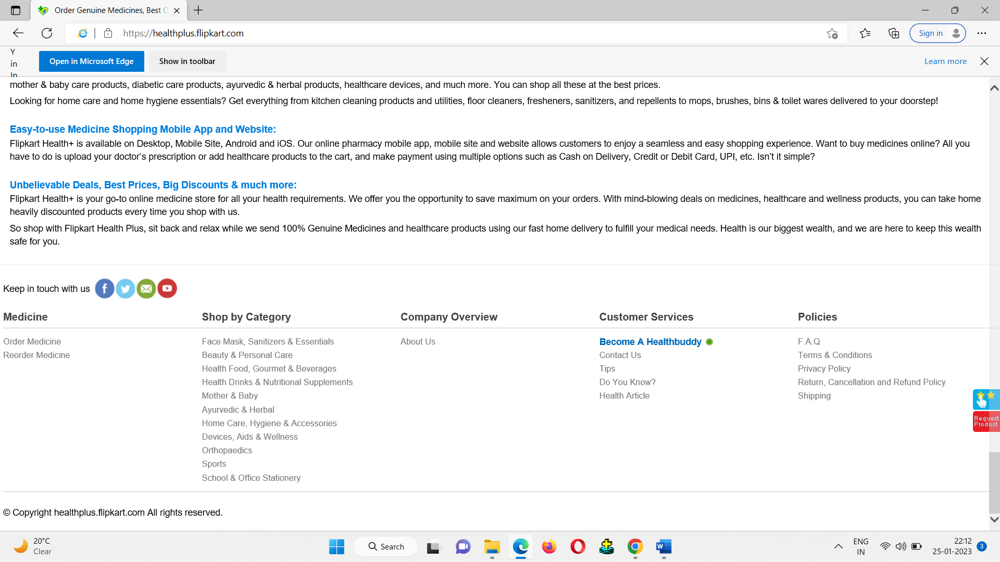 Order Genuine Medicines, Best
https://healthplus.flipkart.com
Sign in
Y
in
In
Open in Microsoft Edge
Show in toolbar
Learn more
mother & baby care products, diabetic care products, ayurvedic & herbal products, healthcare devices, and much more. You can shop all these at the best prices.
Looking for home care and home hygiene essentials? Get everything from kitchen cleaning products and utilities, floor cleaners, fresheners, sanitizers, and repellents to mops, brushes, bins & toilet wares delivered to your doorstep!
Easy-to-use Medicine Shopping Mobile App and Website:
Flipkart Health+ is available on Desktop, Mobile Site, Android and iOS. Our online pharmacy mobile app, mobile site and website allows customers to enjoy a seamless and easy shopping experience. Want to buy medicines online? All you
have to do is upload your doctor’s prescription or add healthcare products to the cart, and make payment using multiple options such as Cash on Delivery, Credit or Debit Card, UPI, etc. Isn’t it simple?
Unbelievable Deals, Best Prices, Big Discounts & much more:
Flipkart Health+ is your go-to online medicine store for all your health requirements. We offer you the opportunity to save maximum on your orders. With mind-blowing deals on medicines, healthcare and wellness products, you can take home
heavily discounted products every time you shop with us.
So shop with Flipkart Health Plus, sit back and relax while we send 100% Genuine Medicines and healthcare products using our fast home delivery to fulfill your medical needs. Health is our biggest wealth, and we are here to keep this wealth
safe for you.
Keep in touch with us
Medicine
Order Medicine
Reorder Medicine
Shop by Category
Face Mask, Sanitizers & Essentials
Beauty & Personal Care
Health Food, Gourmet & Beverages
Health Drinks & Nutritional Supplements
Mother & Baby
Ayurvedic & Herbal
Home Care, Hygiene & Accessories
Devices, Aids & Wellness
Orthopaedics
Sports
School & Office Stationery
Company Overview
About Us
Customer Services
Become A Healthbuddy
Contact Us
Tips
Do You Know?
Health Article
Policies
F.A.Q
Terms & Conditions
Privacy Policy
Return, Cancellation and Refund Policy
Shipping
Request
Product
© Copyright healthplus.flipkart.com All rights reserved.
20°C
Clear
Search
ENG
IN
22:12
25-01-2023
3